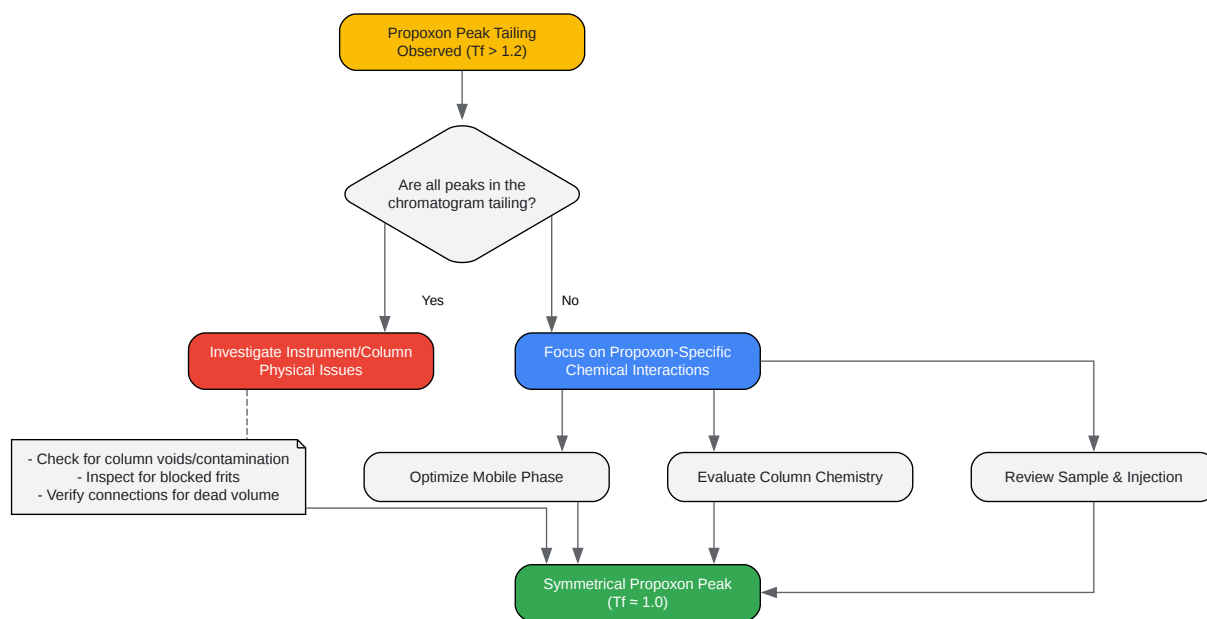 Propoxon Peak Tailing
Observed (Tf > 1.2)
Are all peaks in the
chromatogram tailing?
Yes
No
Investigate Instrument/Column
Physical Issues
Focus on Propoxon-Specific
Chemical Interactions
- Check for column voids/contamination
- Inspect for blocked frits
- Verify connections for dead volume
Optimize Mobile Phase
Evaluate Column Chemistry
Review Sample & Injection
Symmetrical Propoxon Peak
(Tf ≈ 1.0)